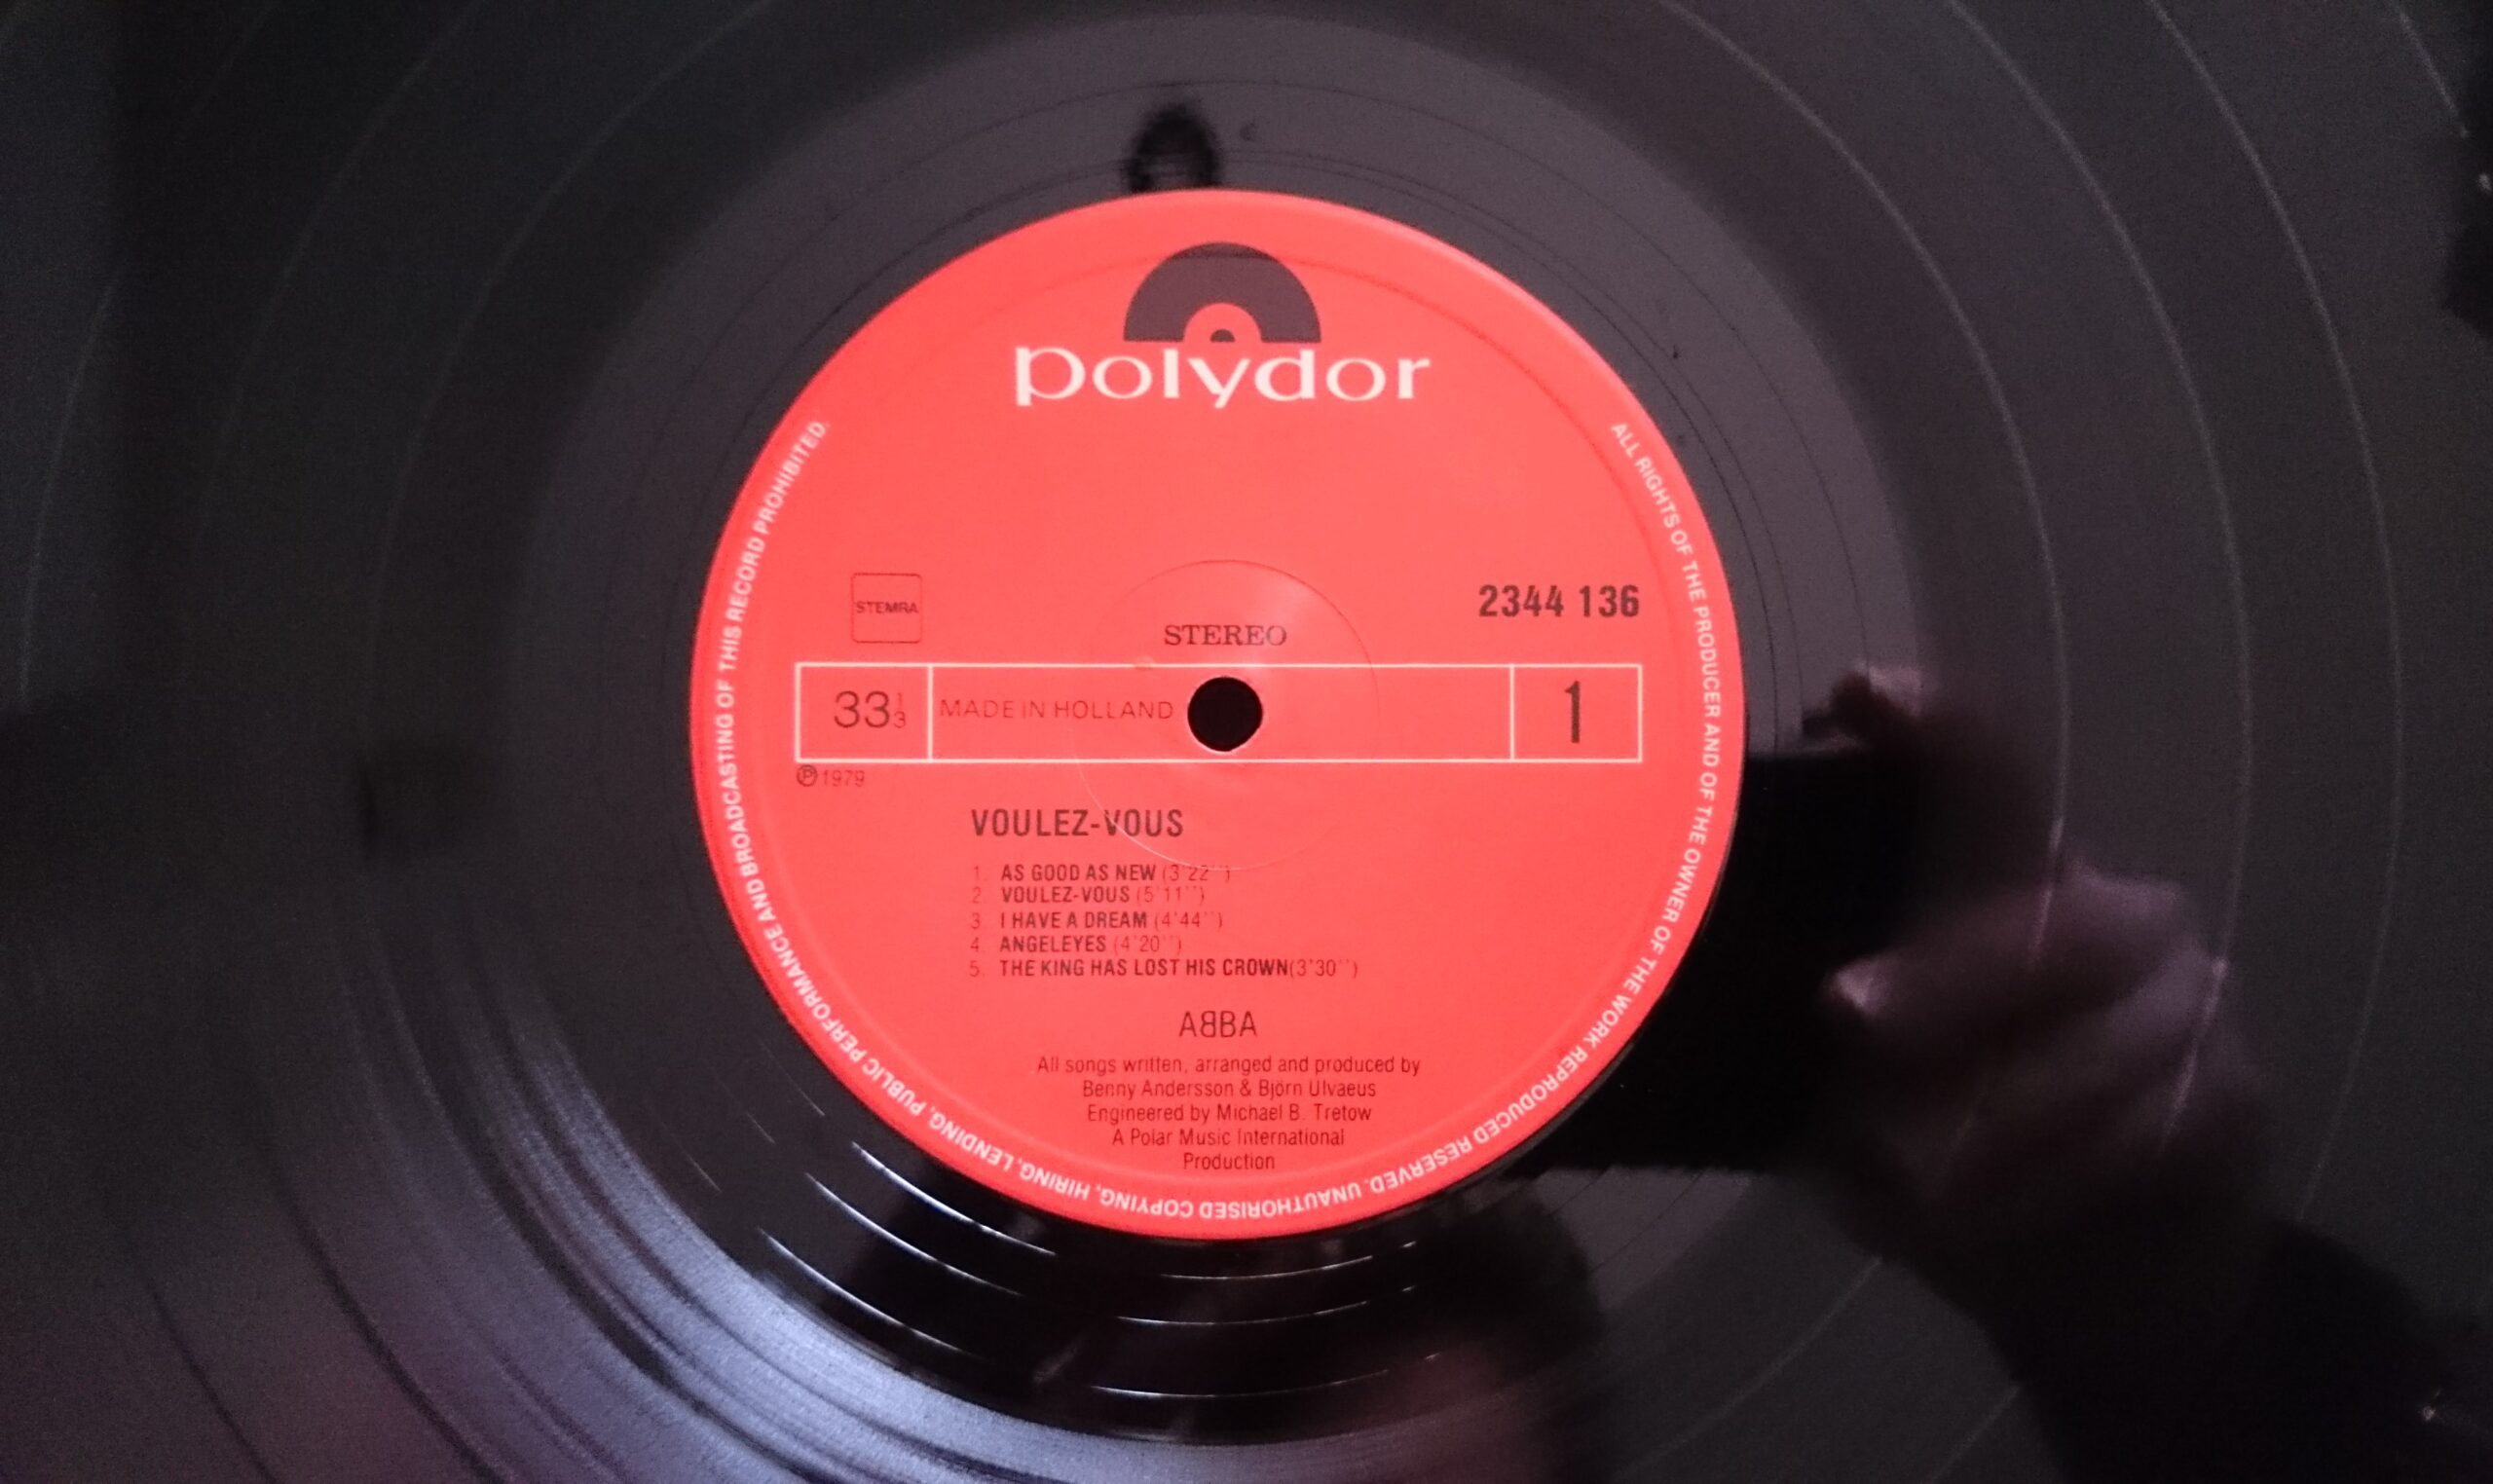 polydor
ALL RIGHTS OF THE PRODUCER AND OF THE OWNER OF THE WORK REPRODUCED RESERVED. UNAUTHORISED COPYING, HIRING, LENDING, PUBLIC PERFORMANCE AND BROADCASTING OF THIS RECORD PROHIBITED.
STEMRA
2344 136
STEREO
33 1/3 MADE IN HOLLAND 1
℗ 1979
VOULEZ-VOUS
1. AS GOOD AS NEW (3'22'')
2. VOULEZ-VOUS (5'11'')
3. I HAVE A DREAM (4'44'')
4. ANGELEYES (4'20'')
5. THE KING HAS LOST HIS CROWN(3'30'')
ABBA
All songs written, arranged and produced by
Benny Andersson & Björn Ulvaeus
Engineered by Michael B. Tretow
A Polar Music International
Production